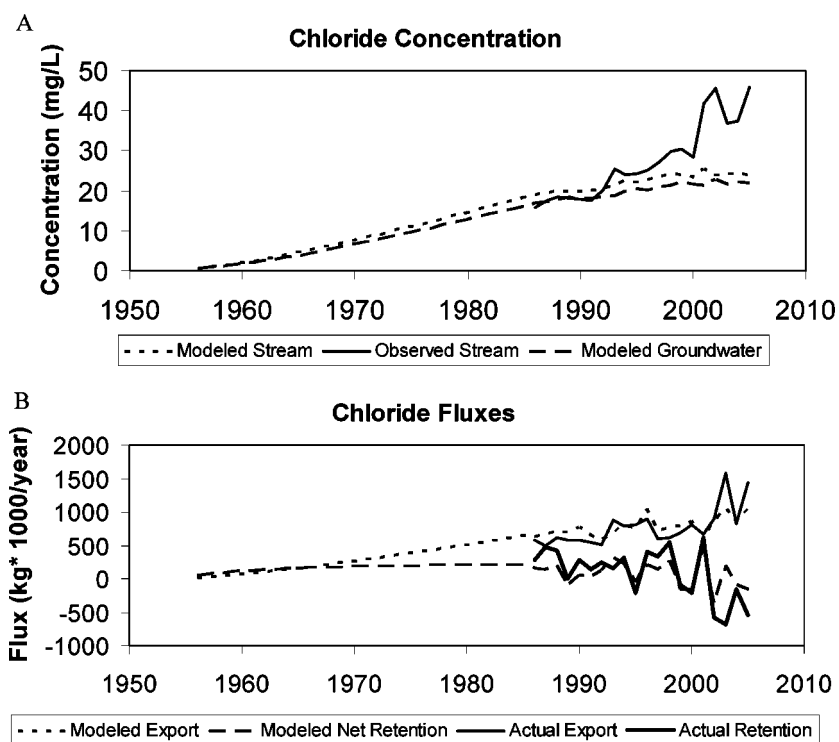 A
Chloride Concentration
Concentration (mg/L)
50
40
30
20
10
0
1950 1960 1970 1980 1990 2000 2010
Modeled Stream Observed Stream Modeled Groundwater
B
Chloride Fluxes
Flux (kg* 1000/year)
2000
1500
1000
500
0
-500
-1000
1950 1960 1970 1980 1990 2000 2010
Modeled Export Modeled Net Retention Actual Export Actual Retention